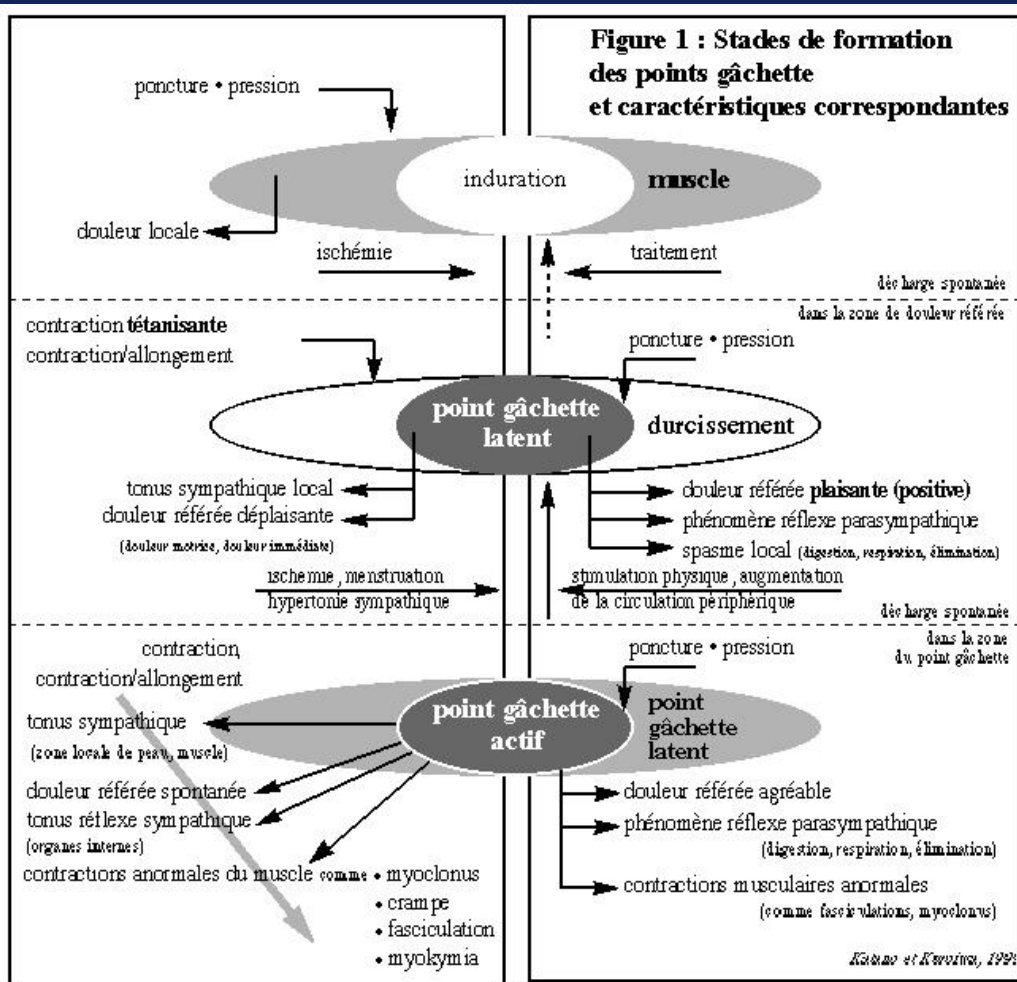 Figure 1 : Stades de formation
des points gâchette
et caractéristiques correspondantes
poncture • pression
induration
muscle
douleur locale
ischémie
traitement
décharge spontanée
dans la zone de douleur référée
contraction tétanisante
contraction/allongement
poncture • pression
point gâchette
latent
durcissement
tonus sympathique local
douleur référée déplaisante
(douleur motrice, douleur immédiate)
douleur référée plaisante (positive)
phénomène réflexe parasympathique
spasme local (digestion, respiration, élimination)
ischemie, menstruation
hypertonie sympathique
stimulation physique, augmentation
de la circulation périphérique
décharge spontanée
dans la zone
du point gâchette
contraction,
contraction/allongement
poncture • pression
point gâchette
actif
point
gâchette
latent
tonus sympathique
(zone locale de peau, muscle)
douleur référée spontanée
tonus réflexe sympathique
(organes internes)
contractions anormales du muscle comme • myoclonus
• crampe
• fasciculation
• myokymia
douleur référée agréable
phénomène réflexe parasympathique
(digestion, respiration, élimination)
contractions musculaires anormales
(comme fasciculations, myoclonus)
et